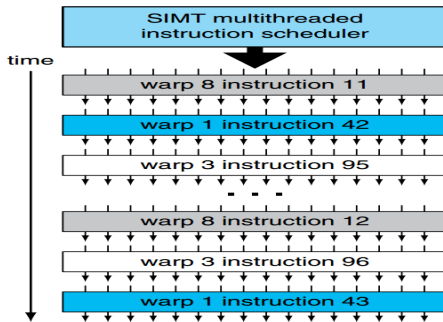 SIMT multithreaded
instruction scheduler
time
warp 8 instruction 11
warp 1 instruction 42
warp 3 instruction 95
- - -
warp 8 instruction 12
warp 3 instruction 96
warp 1 instruction 43